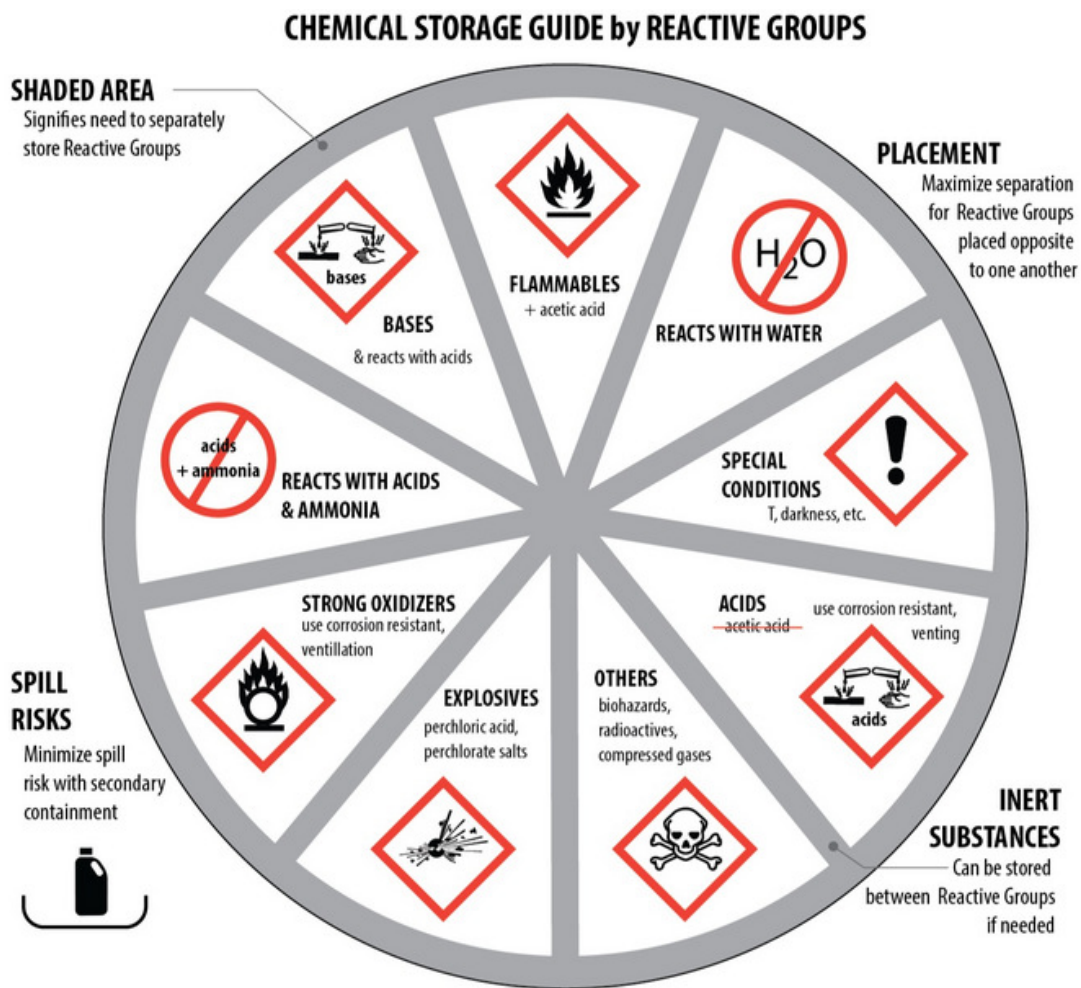 CHEMICAL STORAGE GUIDE by REACTIVE GROUPS
SHADED AREA
Signifies need to separately
store Reactive Groups
PLACEMENT
Maximize separation
for Reactive Groups
placed opposite
to one another
bases
BASES
& reacts with acids
FLAMMABLES
+ acetic acid
H2O
REACTS WITH WATER
acids
+ ammonia
REACTS WITH ACIDS
& AMMONIA
SPECIAL
CONDITIONS
T, darkness, etc.
STRONG OXIDIZERS
use corrosion resistant,
ventillation
ACIDS
acetic acid
use corrosion resistant,
venting
acids
EXPLOSIVES
perchloric acid,
perchlorate salts
OTHERS
biohazards,
radioactives,
compressed gases
SPILL
RISKS
Minimize spill
risk with secondary
containment
INERT
SUBSTANCES
Can be stored
between Reactive Groups
if needed